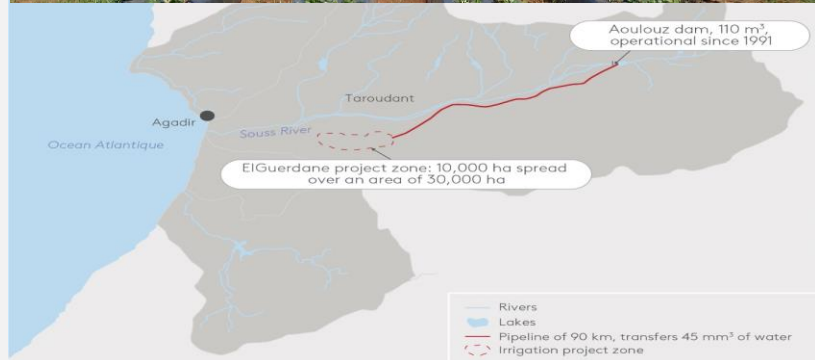 Aoulouz dam, 110 m³,
operational since 1991
Taroudant
Agadir
Souss River
Ocean Atlantique
ElGuerdane project zone: 10,000 ha spread
over an area of 30,000 ha
Rivers
Lakes
Pipeline of 90 km, transfers 45 mm³ of water
Irrigation project zone